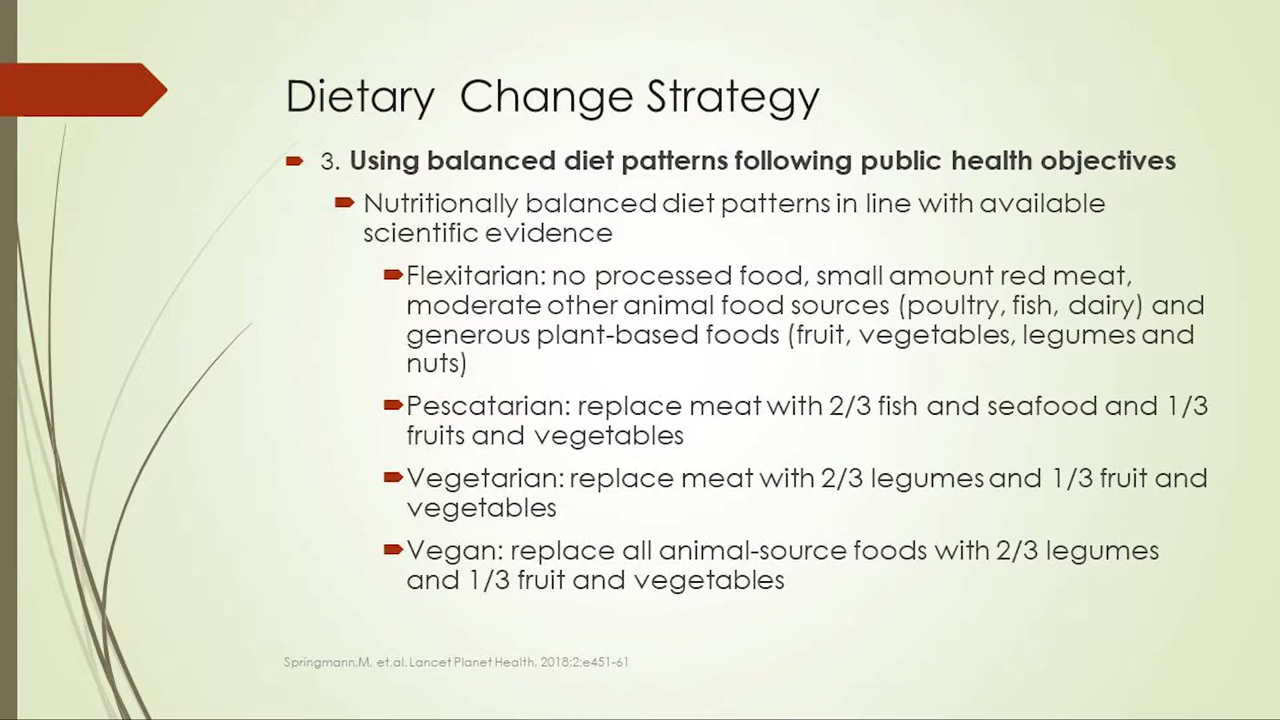 Dietary Change Strategy
3. Using balanced diet patterns following public health objectives
Nutritionally balanced diet patterns in line with available
scientific evidence
Flexitarian: no processed food, small amount red meat,
moderate other animal food sources (poultry, fish, dairy) and
generous plant-based foods (fruit, vegetables, legumes and
nuts)
Pescatarian: replace meat with 2/3 fish and seafood and 1/3
fruits and vegetables
Vegetarian: replace meat with 2/3 legumes and 1/3 fruit and
vegetables
Vegan: replace all animal-source foods with 2/3 legumes
and 1/3 fruit and vegetables
Springmann.M, et.al. Lancet Planet Health, 2018:2:e451-61